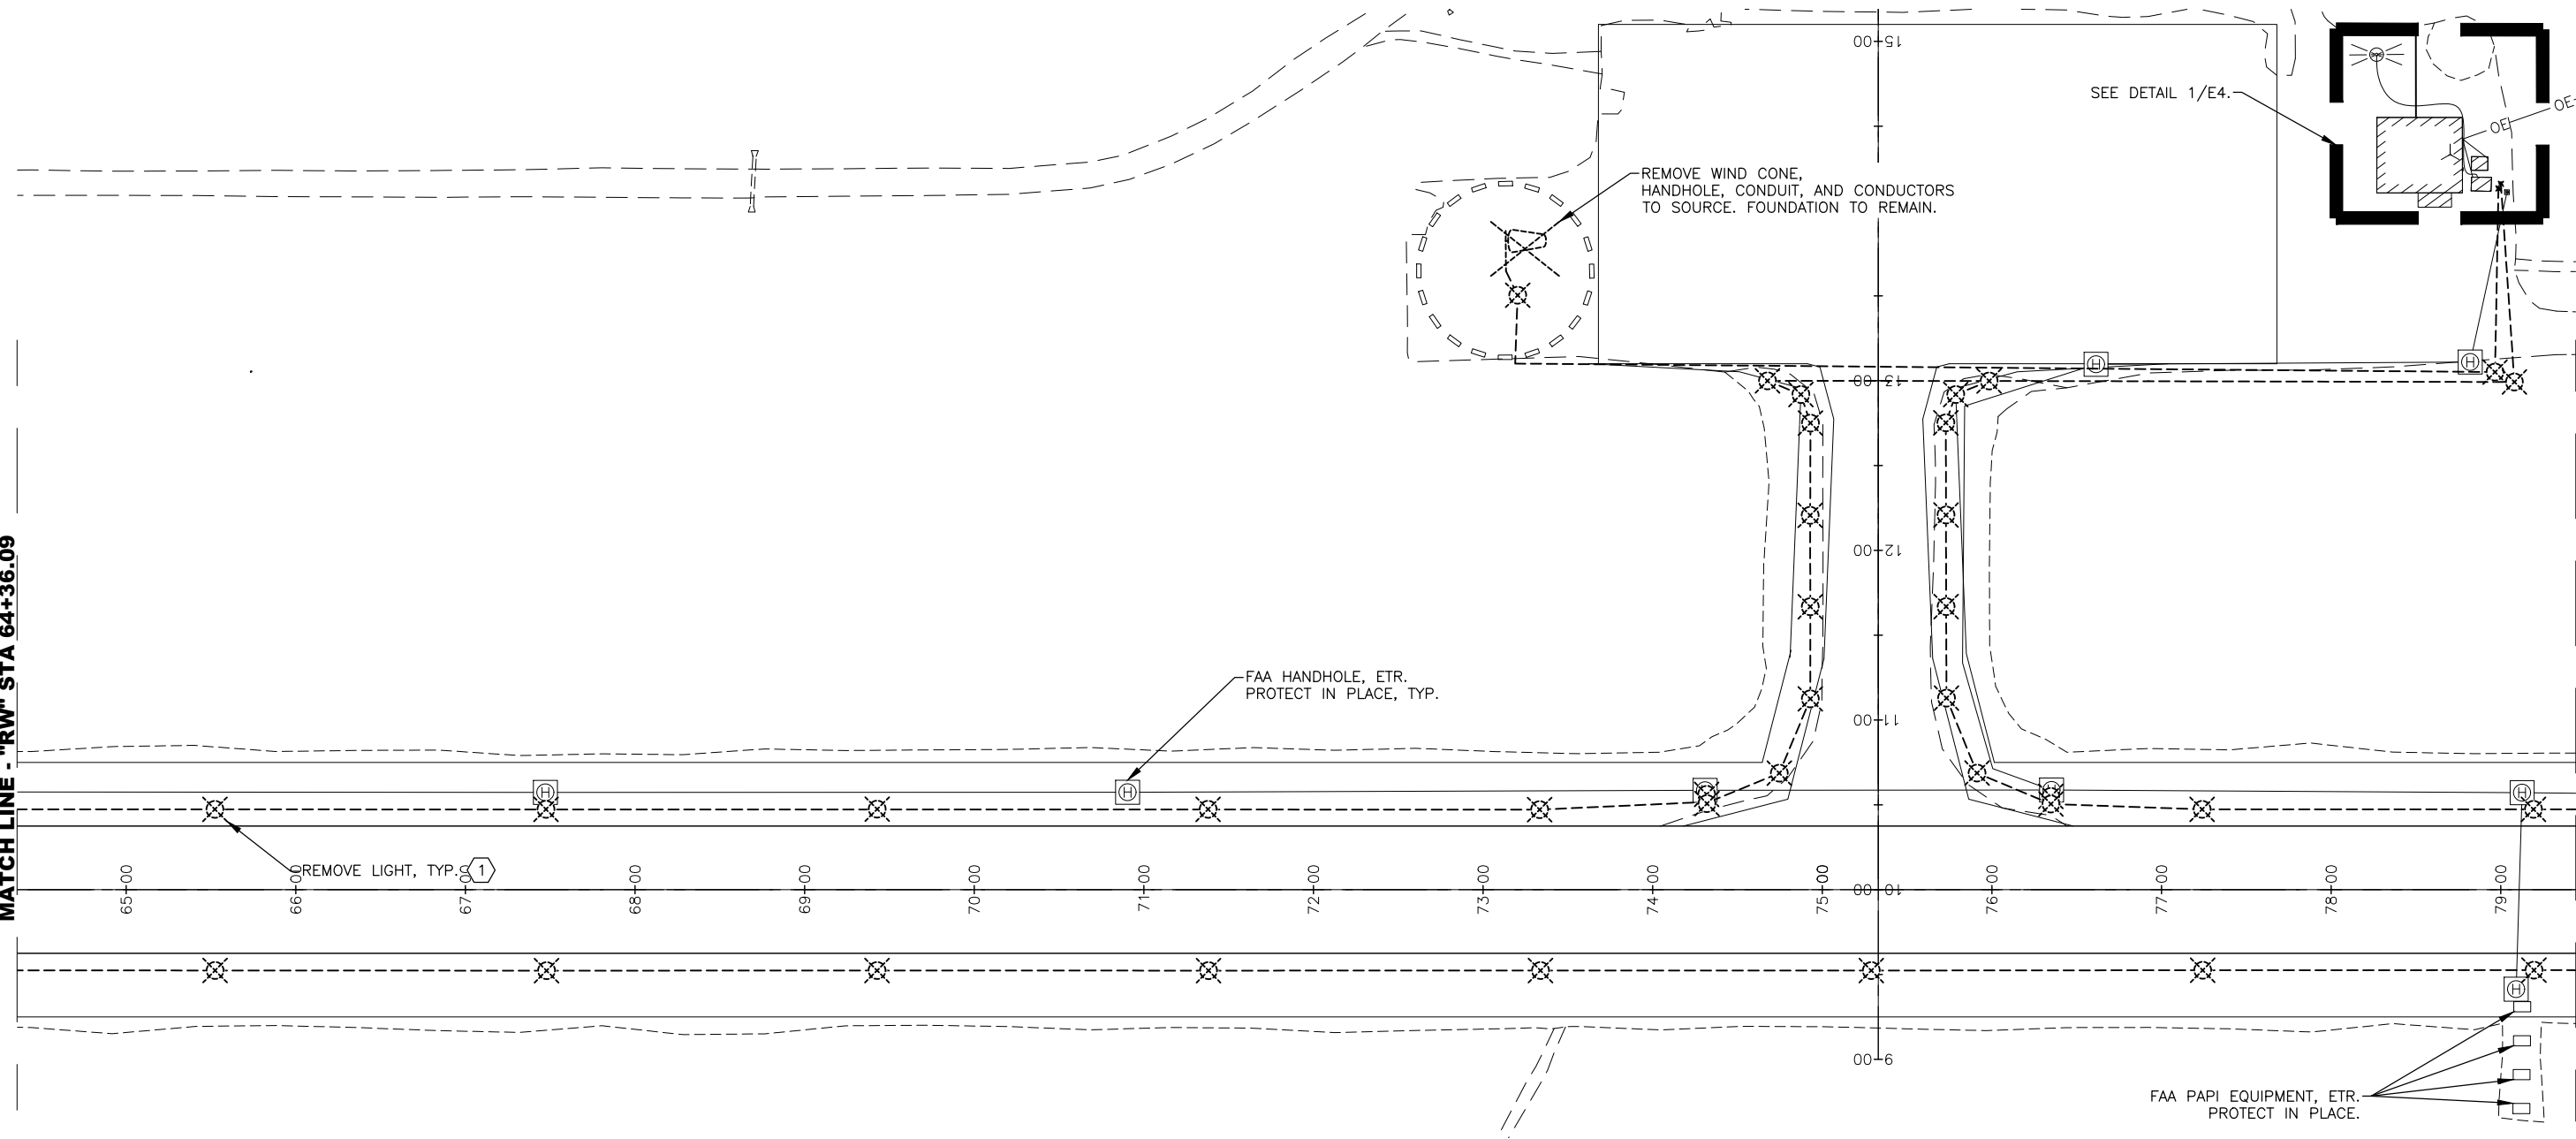 15+00
SEE DETAIL 1/E4.
OE
OE
REMOVE WIND CONE,
HANDHOLE, CONDUIT, AND CONDUCTORS
TO SOURCE. FOUNDATION TO REMAIN.
H
H
13+00
12+00
11+00
MATCH LINE - "RW" STA 64+36.09
FAA HANDHOLE, ETR.
PROTECT IN PLACE, TYP.
H
H
H
H
H
H
REMOVE LIGHT, TYP. 1
65+00
66+00
67+00
68+00
69+00
70+00
71+00
72+00
73+00
74+00
75+00
10+00
76+00
77+00
78+00
79+00
H
9+00
FAA PAPI EQUIPMENT, ETR.
PROTECT IN PLACE.